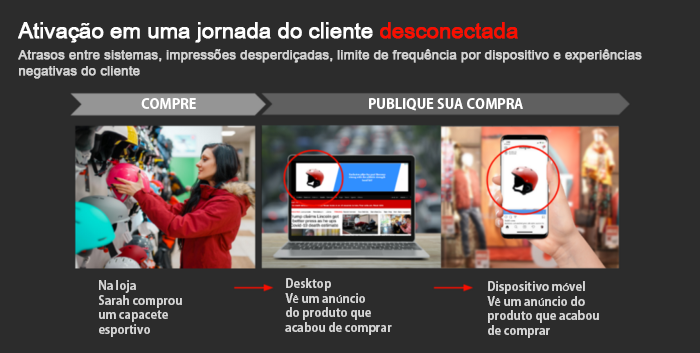 Ativação em uma jornada do cliente desconectada
Atrasos entre sistemas, impressões desperdiçadas, limite de frequência por dispositivo e experiências
negativas do cliente
COMPRE
PUBLIQUE SUA COMPRA
Na loja
Sarah comprou
um capacete
esportivo
Desktop
Vê um anúncio
do produto que
acabou de comprar
Dispositivo móvel
Vê um anúncio do
produto que acabou
de comprar